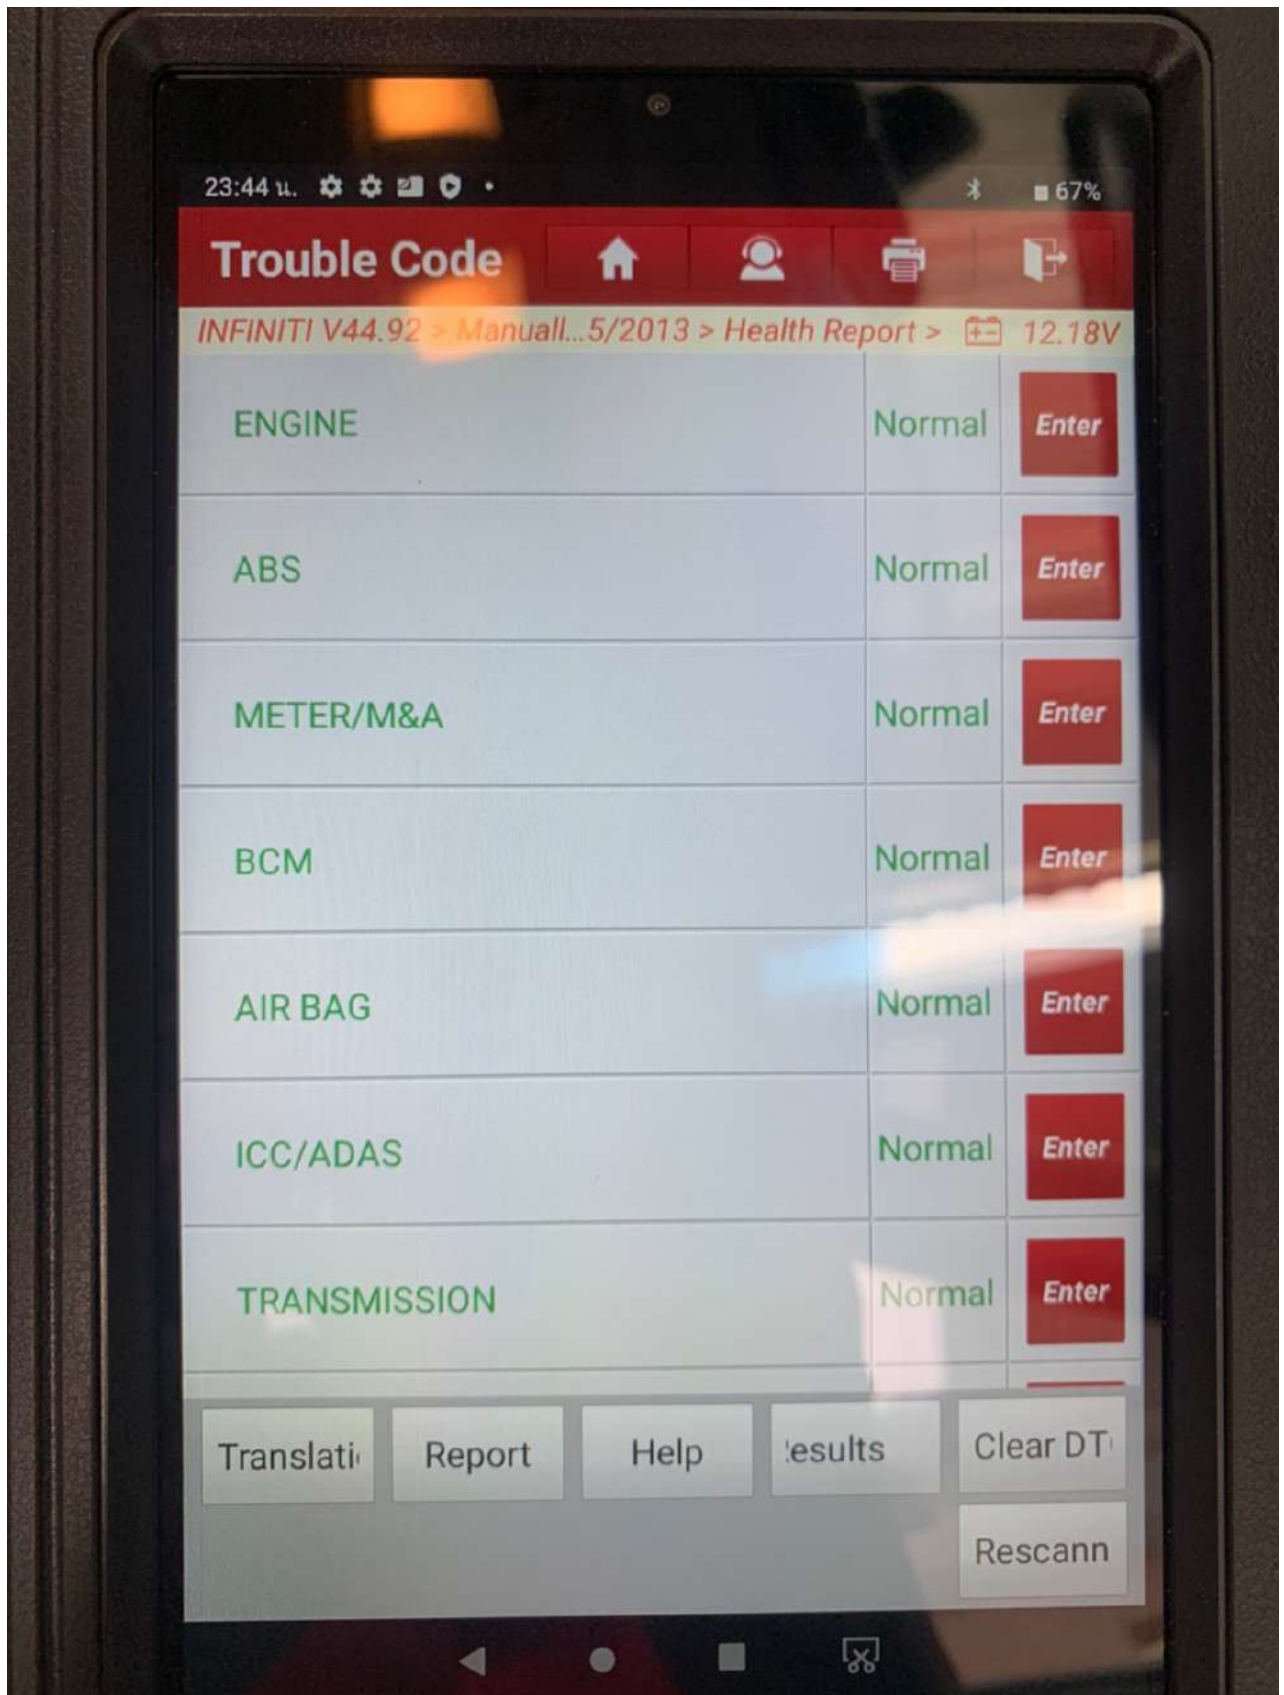 23:44 น. 67%
Trouble Code
INFINITI V44.92 > Manuall...5/2013 > Health Report > 12.18V
ENGINE Normal Enter
ABS Normal Enter
METER/M&A Normal Enter
BCM Normal Enter
AIR BAG Normal Enter
ICC/ADAS Normal Enter
TRANSMISSION Normal Enter
Translati Report Help esults Clear DT
Rescann